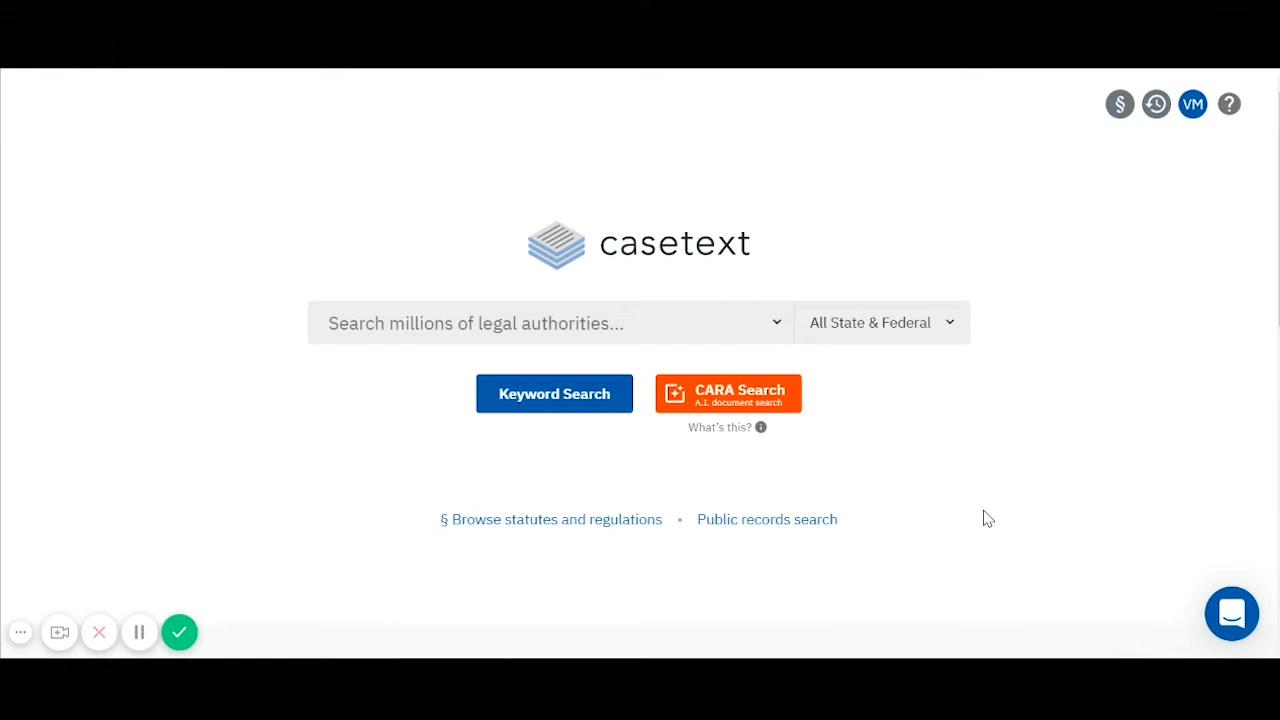 § VM ?
casetext
Search millions of legal authorities... All State & Federal
Keyword Search
CARA Search
A.I. document search
What's this?
§ Browse statutes and regulations • Public records search